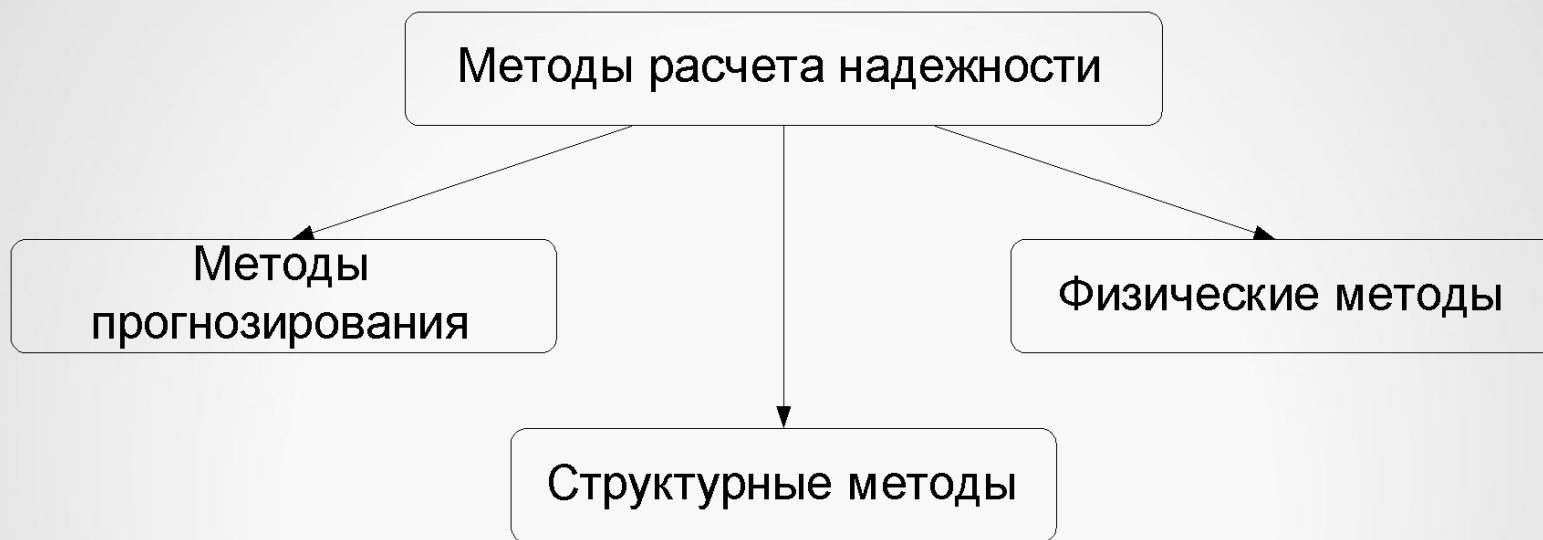 Методы расчета надежности
Методы
прогнозирования
Физические методы
Структурные методы